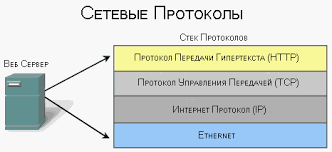 Сетевые Протоколы
Стек Протоколов
Веб Сервер
Протокол Передачи Гипертекста (HTTP)
Протокол Управления Передачей (TCP)
Интернет Протокол (IP)
Ethernet